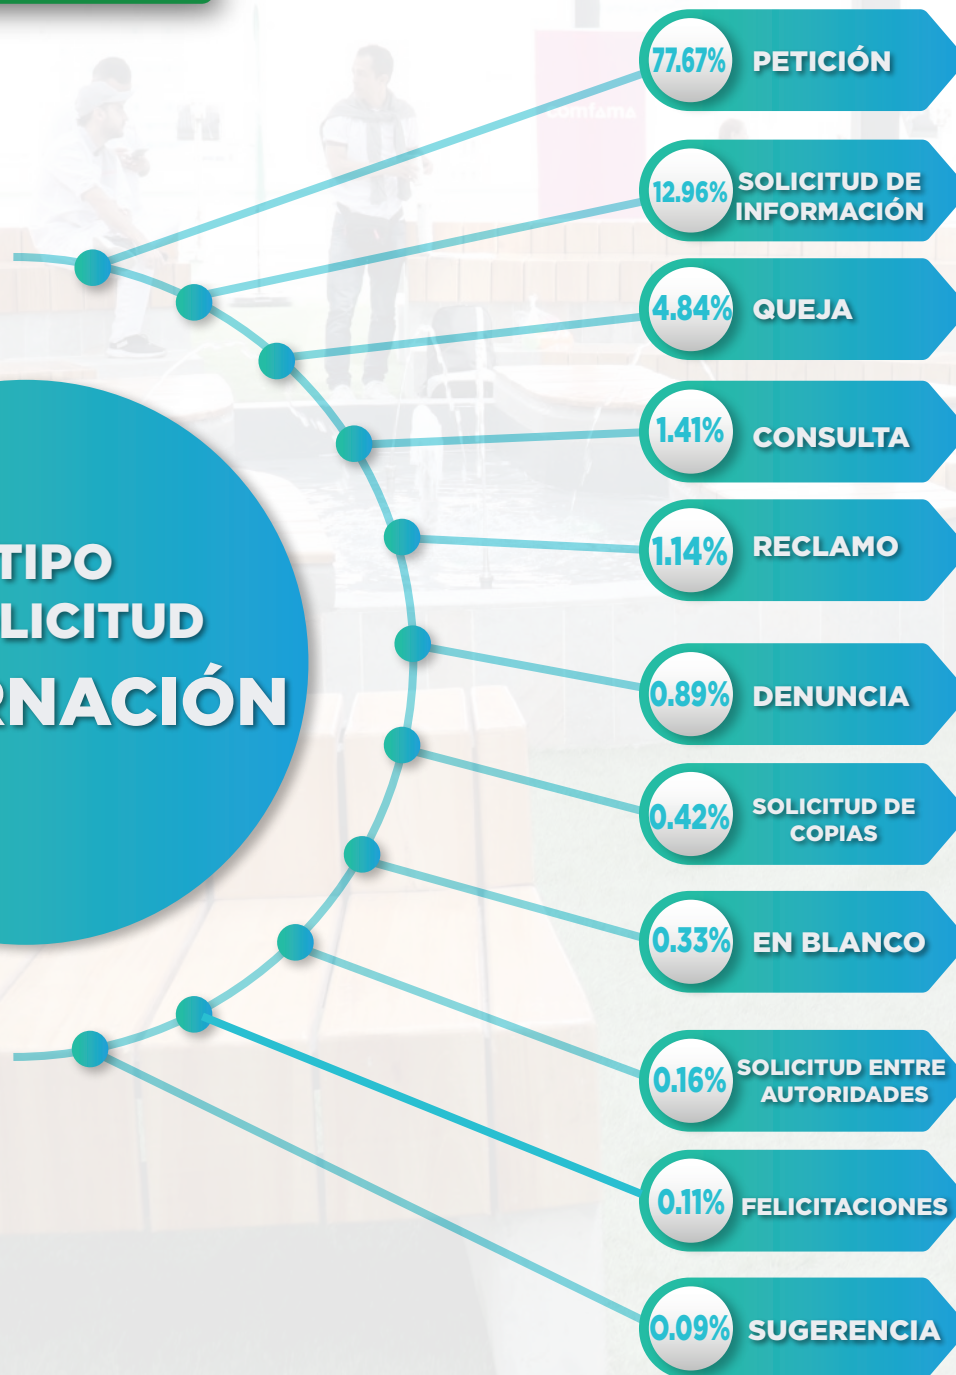 77.67% PETICIÓN
12.96% SOLICITUD DE
INFORMACIÓN
4.84% QUEJA
1.41% CONSULTA
1.14% RECLAMO
0.89% DENUNCIA
0.42% SOLICITUD DE
COPIAS
0.33% EN BLANCO
0.16% SOLICITUD ENTRE
AUTORIDADES
0.11% FELICITACIONES
0.09% SUGERENCIA
TIPO
LICITUD
RNACIÓN
comfama